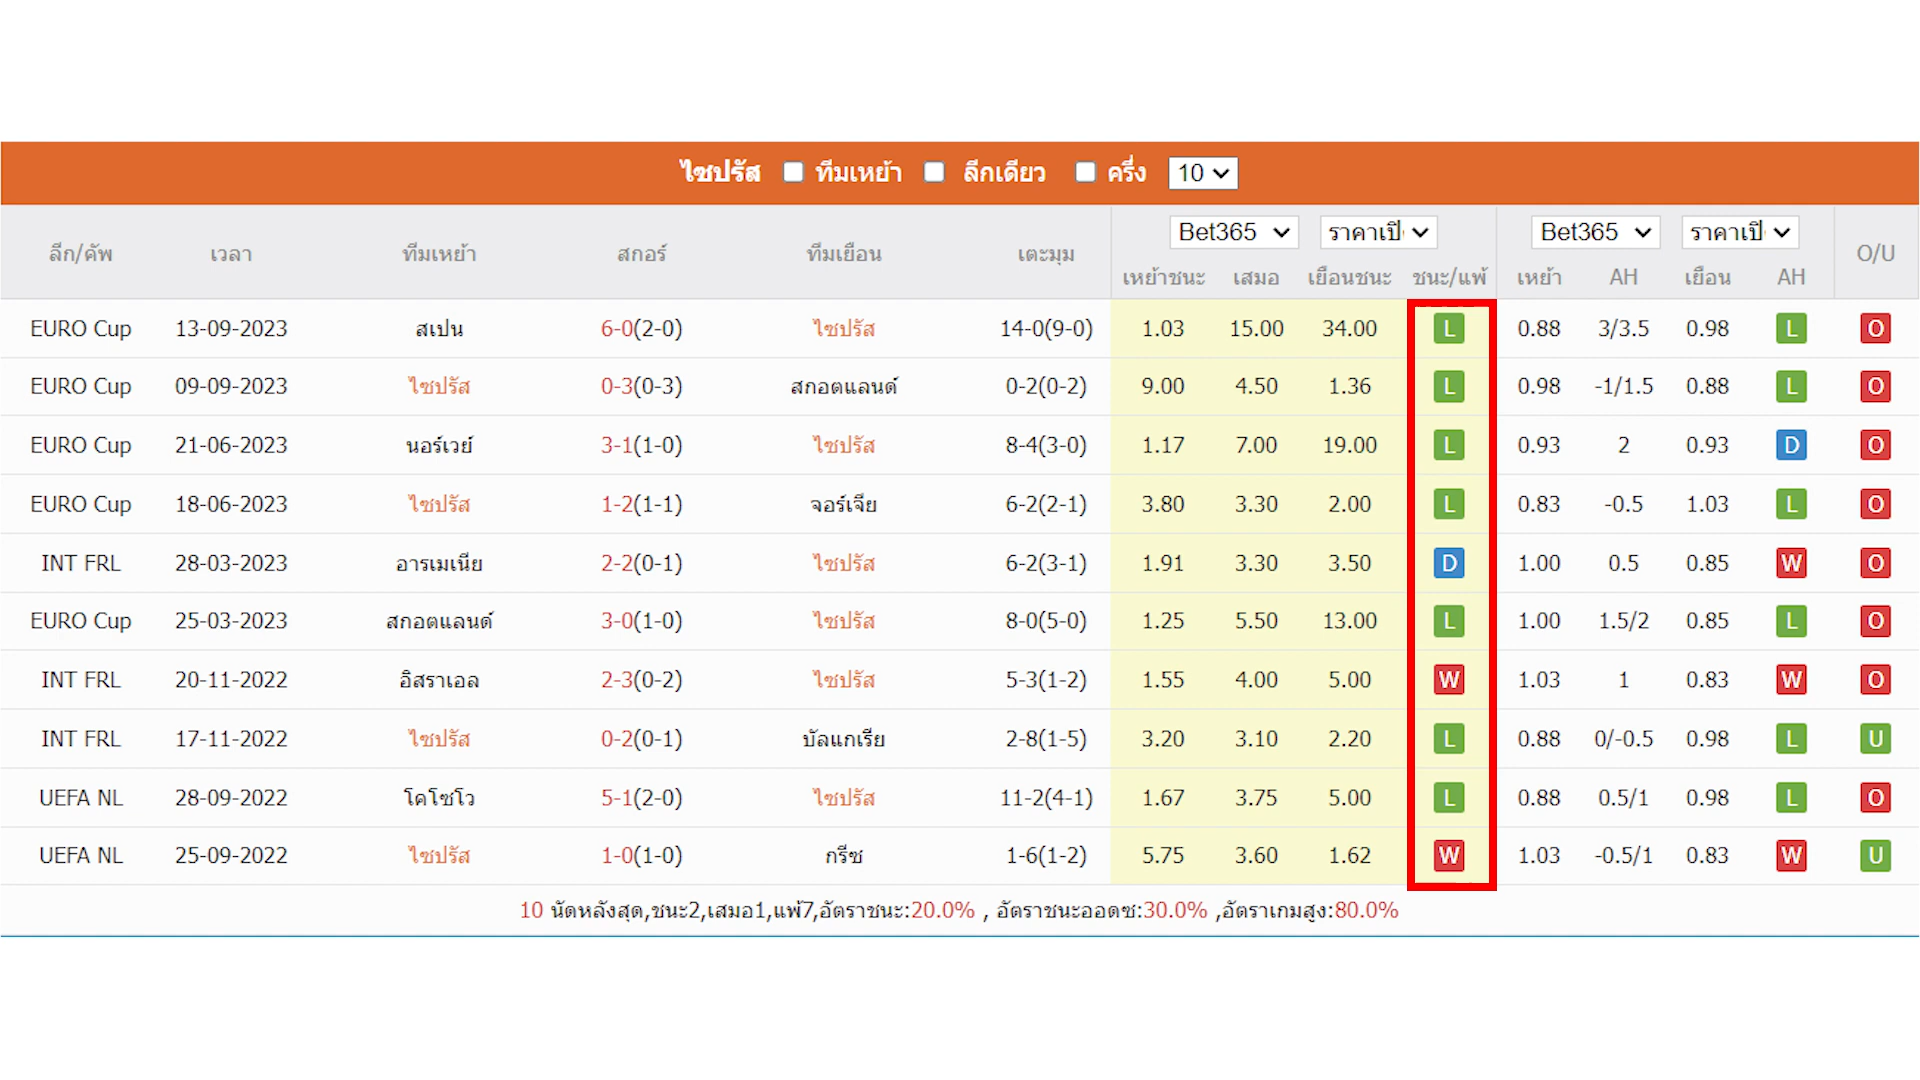 ไซปรัส ทีมเหย้า ลีกเดียว ครึ่ง 10
Bet365 ราคาเปิ Bet365 ราคาเปิ
ลีก/คัพ เวลา ทีมเหย้า สกอร์ ทีมเยือน เตะมุม O/U
เหย้าชนะ เสมอ เยือนชนะ ชนะ/แพ้ เหย้า AH เยือน AH
EURO Cup 13-09-2023 สเปน 6-0(2-0) ไซปรัส 14-0(9-0) 1.03 15.00 34.00 L 0.88 3/3.5 0.98 L O
EURO Cup 09-09-2023 ไซปรัส 0-3(0-3) สกอตแลนด์ 0-2(0-2) 9.00 4.50 1.36 L 0.98 -1/1.5 0.88 L O
EURO Cup 21-06-2023 นอร์เวย์ 3-1(1-0) ไซปรัส 8-4(3-0) 1.17 7.00 19.00 L 0.93 2 0.93 D O
EURO Cup 18-06-2023 ไซปรัส 1-2(1-1) จอร์เจีย 6-2(2-1) 3.80 3.30 2.00 L 0.83 -0.5 1.03 L O
INT FRL 28-03-2023 อาร์เมเนีย 2-2(0-1) ไซปรัส 6-2(3-1) 1.91 3.30 3.50 D 1.00 0.5 0.85 W O
EURO Cup 25-03-2023 สกอตแลนด์ 3-0(1-0) ไซปรัส 8-0(5-0) 1.25 5.50 13.00 L 1.00 1.5/2 0.85 L O
INT FRL 20-11-2022 อิสราเอล 2-3(0-2) ไซปรัส 5-3(1-2) 1.55 4.00 5.00 W 1.03 1 0.83 W O
INT FRL 17-11-2022 ไซปรัส 0-2(0-1) บัลแกเรีย 2-8(1-5) 3.20 3.10 2.20 L 0.88 0/-0.5 0.98 L U
UEFA NL 28-09-2022 โคโซโว 5-1(2-0) ไซปรัส 11-2(4-1) 1.67 3.75 5.00 L 0.88 0.5/1 0.98 L O
UEFA NL 25-09-2022 ไซปรัส 1-0(1-0) กรีซ 1-6(1-2) 5.75 3.60 1.62 W 1.03 -0.5/1 0.83 W U
10 นัดหลังสุด,ชนะ2,เสมอ1,แพ้7,อัตราชนะ:20.0% , อัตราชนะออดซ:30.0% ,อัตราเกมสูง:80.0%